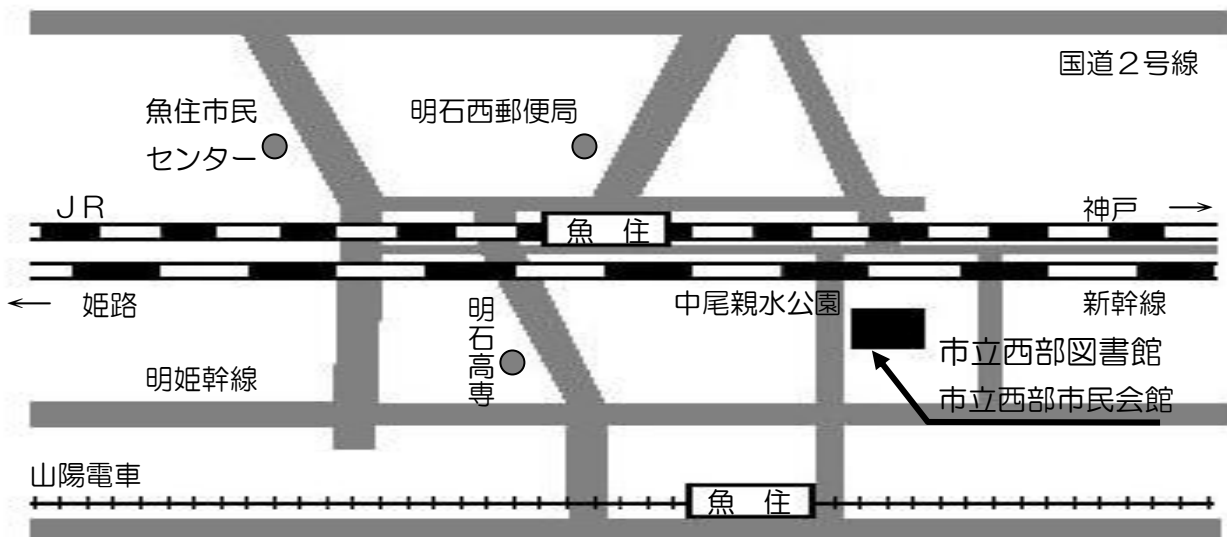 国道２号線
魚住市民
センター
明石西郵便局
ＪＲ
魚　住
神戸　→
←　姫路
中尾親水公園
新幹線
明石高専
市立西部図書館
明姫幹線
市立西部市民会館
山陽電車
魚　住